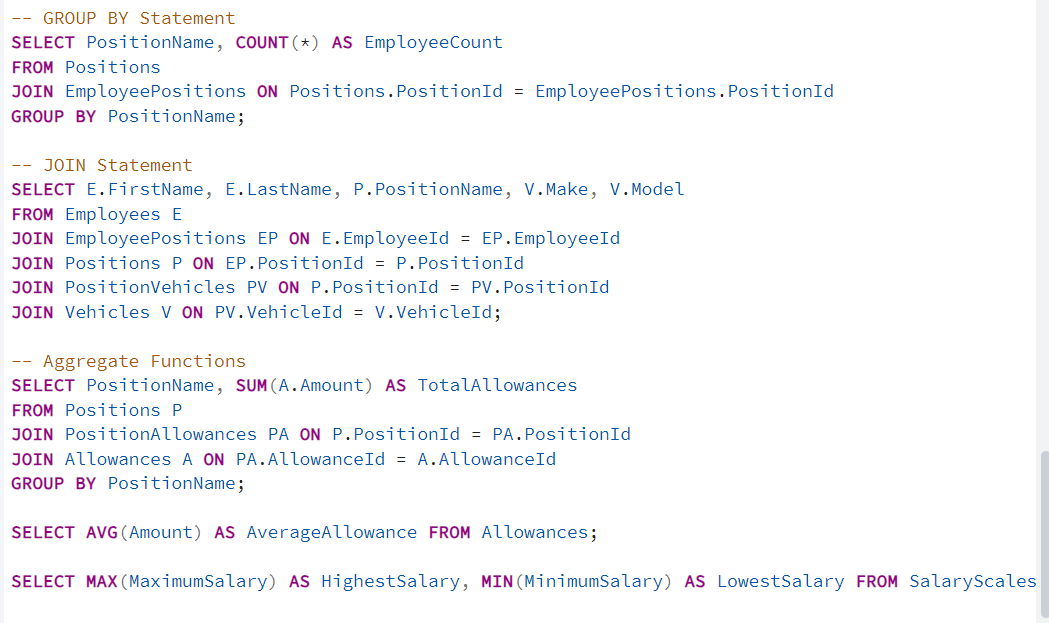 -- GROUP BY Statement
SELECT PositionName, COUNT(*) AS EmployeeCount
FROM Positions
JOIN EmployeePositions ON Positions.PositionId = EmployeePositions.PositionId
GROUP BY PositionName;
-- JOIN Statement
SELECT E.FirstName, E.LastName, P.PositionName, V.Make, V.Model
FROM Employees E
JOIN EmployeePositions EP ON E.EmployeeId = EP.EmployeeId
JOIN Positions P ON EP.PositionId = P.PositionId
JOIN PositionVehicles PV ON P.PositionId = PV.PositionId
JOIN Vehicles V ON PV.VehicleId = V.VehicleId;
-- Aggregate Functions
SELECT PositionName, SUM(A.Amount) AS TotalAllowances
FROM Positions P
JOIN PositionAllowances PA ON P.PositionId = PA.PositionId
JOIN Allowances A ON PA.AllowanceId = A.AllowanceId
GROUP BY PositionName;
SELECT AVG(Amount) AS AverageAllowance FROM Allowances;
SELECT MAX(MaximumSalary) AS HighestSalary, MIN(MinimumSalary) AS LowestSalary FROM SalaryScales